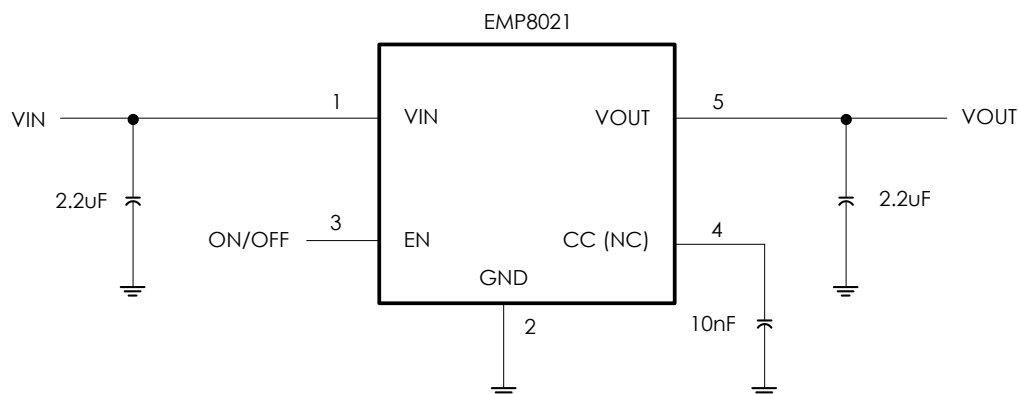 EMP8021
VIN
1
VIN
VOUT
5
VOUT
2.2uF
2.2uF
ON/OFF
3
EN
CC (NC)
4
GND
2
10nF